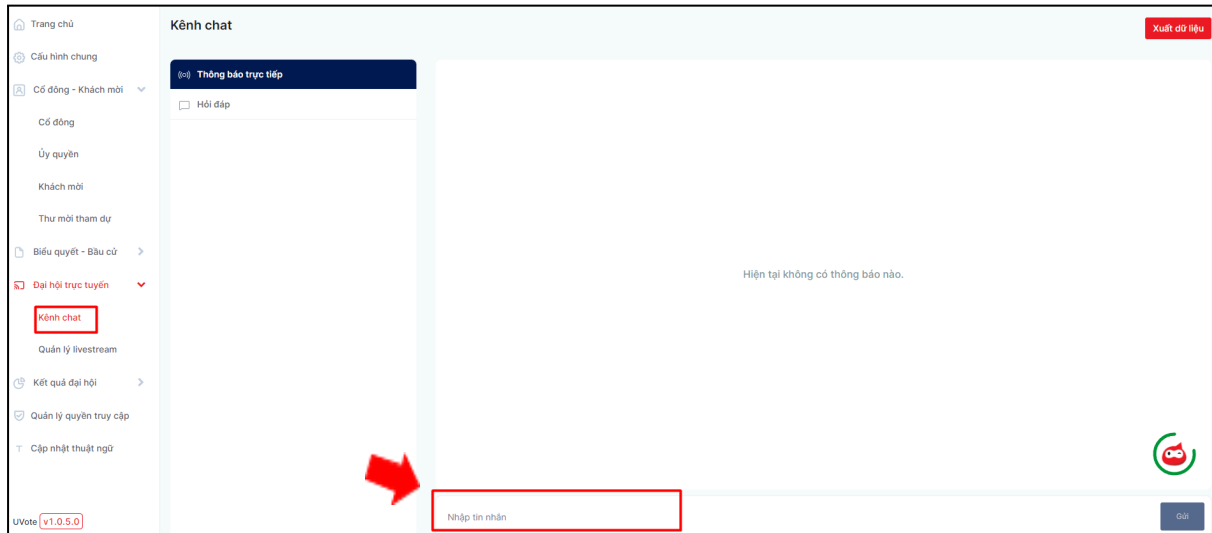 Trang chủ
Cấu hình chung
Cổ đông - Khách mời
Cổ đông
Ủy quyền
Khách mời
Thư mời tham dự
Biểu quyết - Bầu cử
Đại hội trực tuyến
Kênh chat
Quản lý livestream
Kết quả đại hội
Quản lý quyền truy cập
Cập nhật thuật ngữ
UVote v1.0.5.0
Kênh chat
Xuất dữ liệu
Thông báo trực tiếp
Hỏi đáp
Hiện tại không có thông báo nào.
Nhập tin nhắn
Gửi